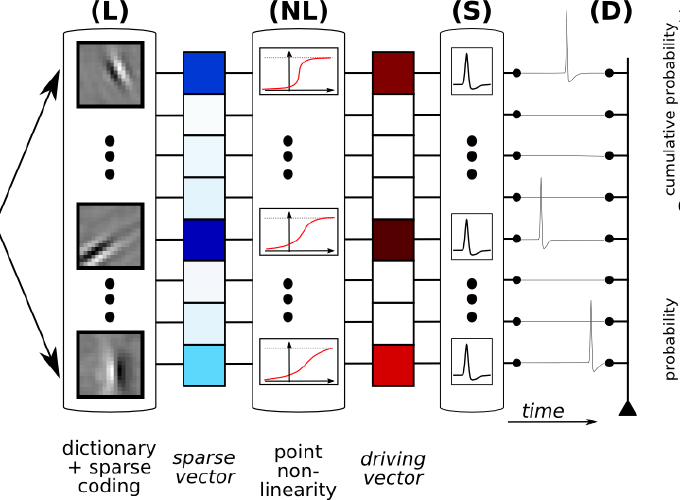 (L)
(NL)
(S)
(D)
cumulative probability
probability
time
dictionary
+ sparse
coding
sparse
vector
point
non-
linearity
driving
vector